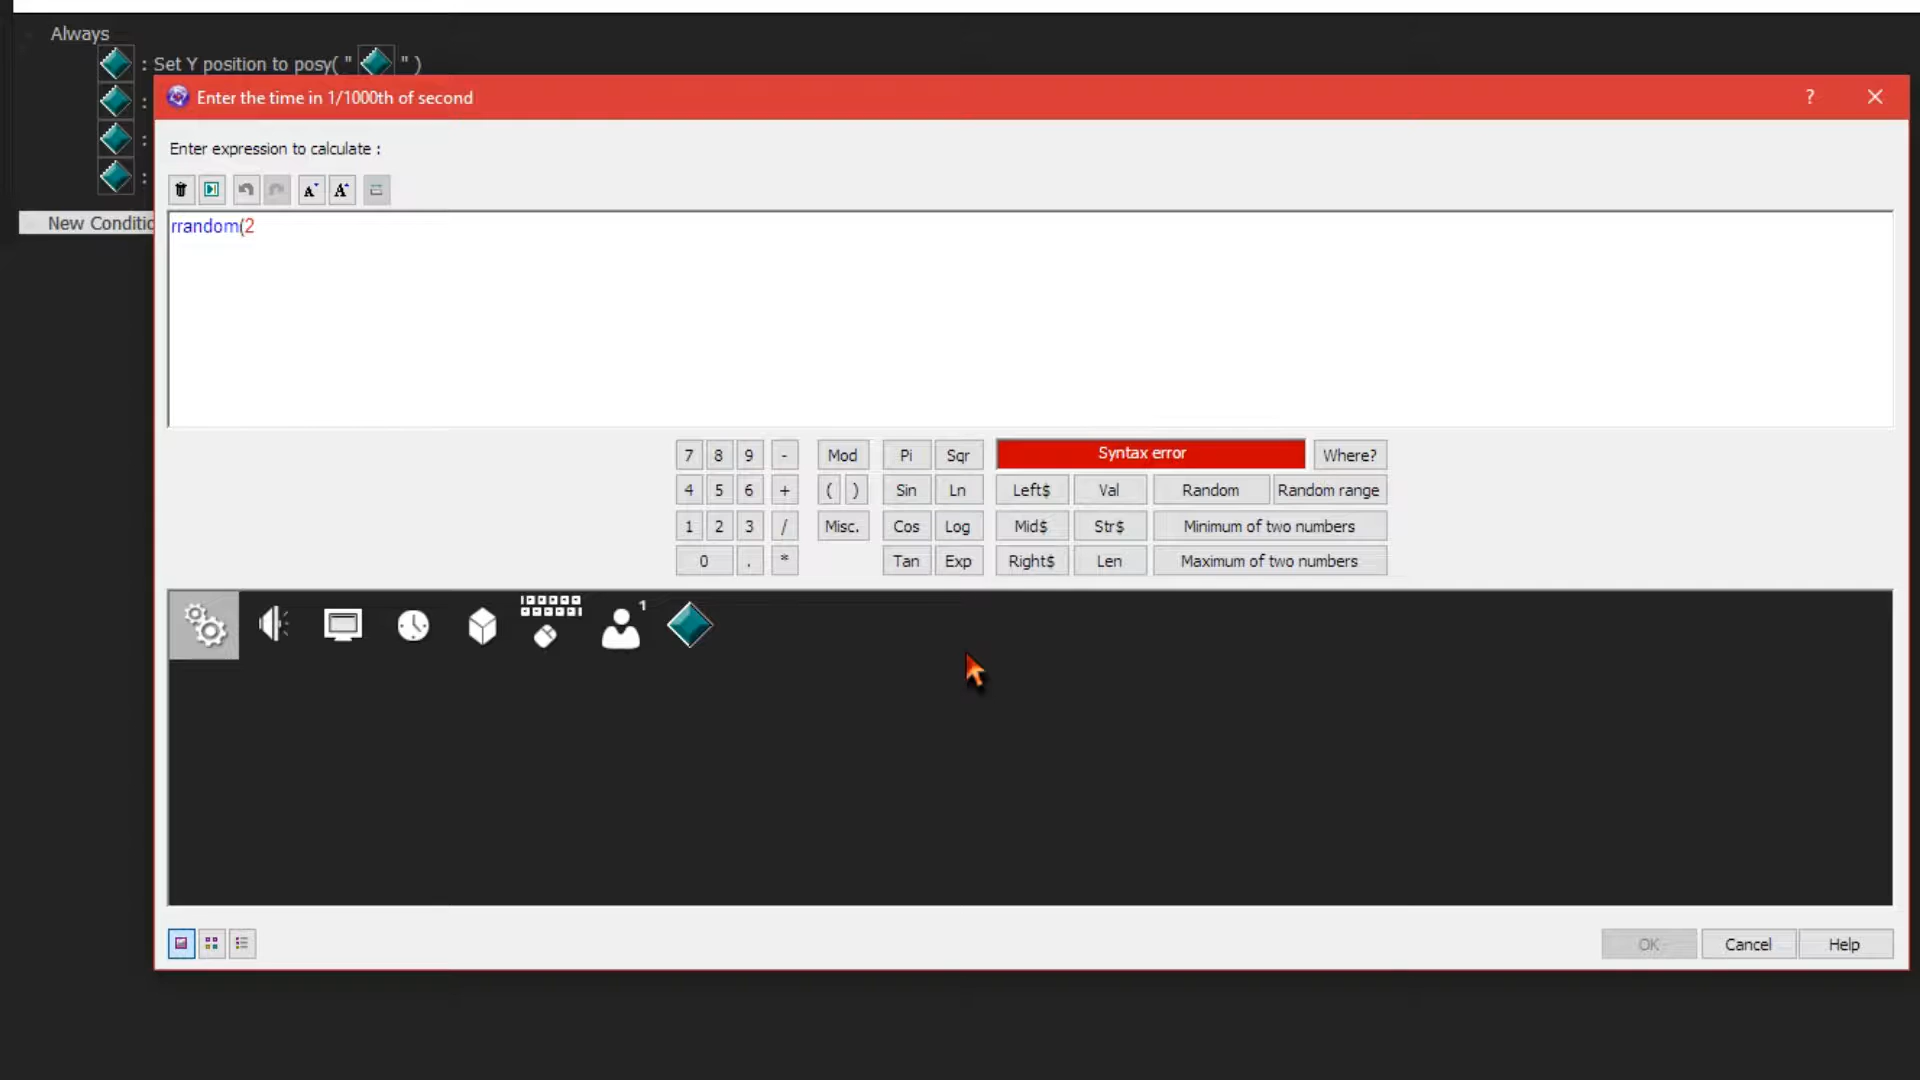 Always
: Set Y position to posy( " " )
:
:
:
New Conditio
Enter the time in 1/1000th of second
?
Enter expression to calculate :
A A
rrandom(2
7 8 9 - Mod Pi Sqr Syntax error Where?
4 5 6 + ( ) Sin Ln Left$ Val Random Random range
1 2 3 / Misc. Cos Log Mid$ Str$ Minimum of two numbers
0 . * Tan Exp Right$ Len Maximum of two numbers
1
OK Cancel Help